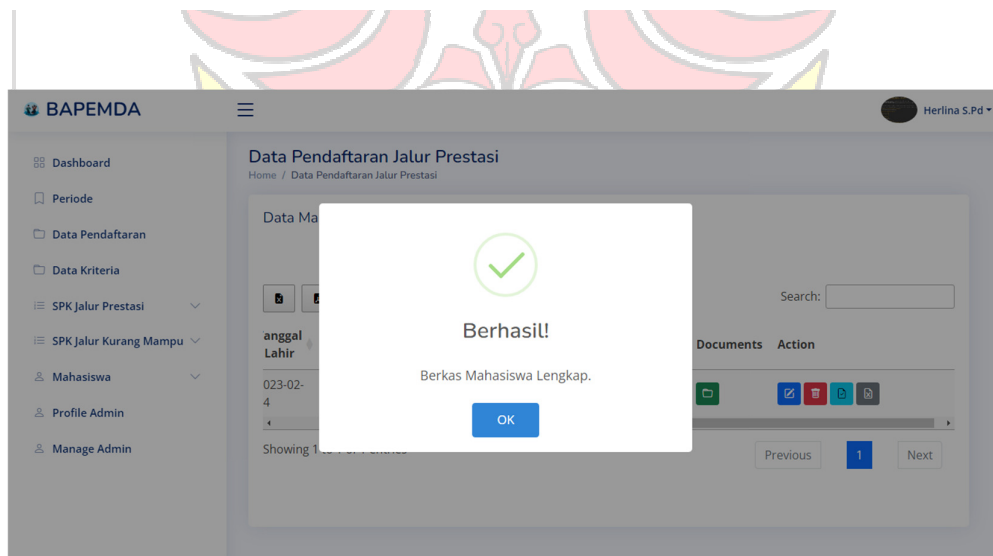 BAPEMDA
Herlina S.Pd
Dashboard
Periode
Data Pendaftaran
Data Kriteria
SPK Jalur Prestasi
SPK Jalur Kurang Mampu
Mahasiswa
Profile Admin
Manage Admin
Data Pendaftaran Jalur Prestasi
Home / Data Pendaftaran Jalur Prestasi
Data Ma
Search:
anggal
Lahir
Documents
Action
023-02-
4
Berhasil!
Berkas Mahasiswa Lengkap.
OK
Showing 1
Previous
1
Next